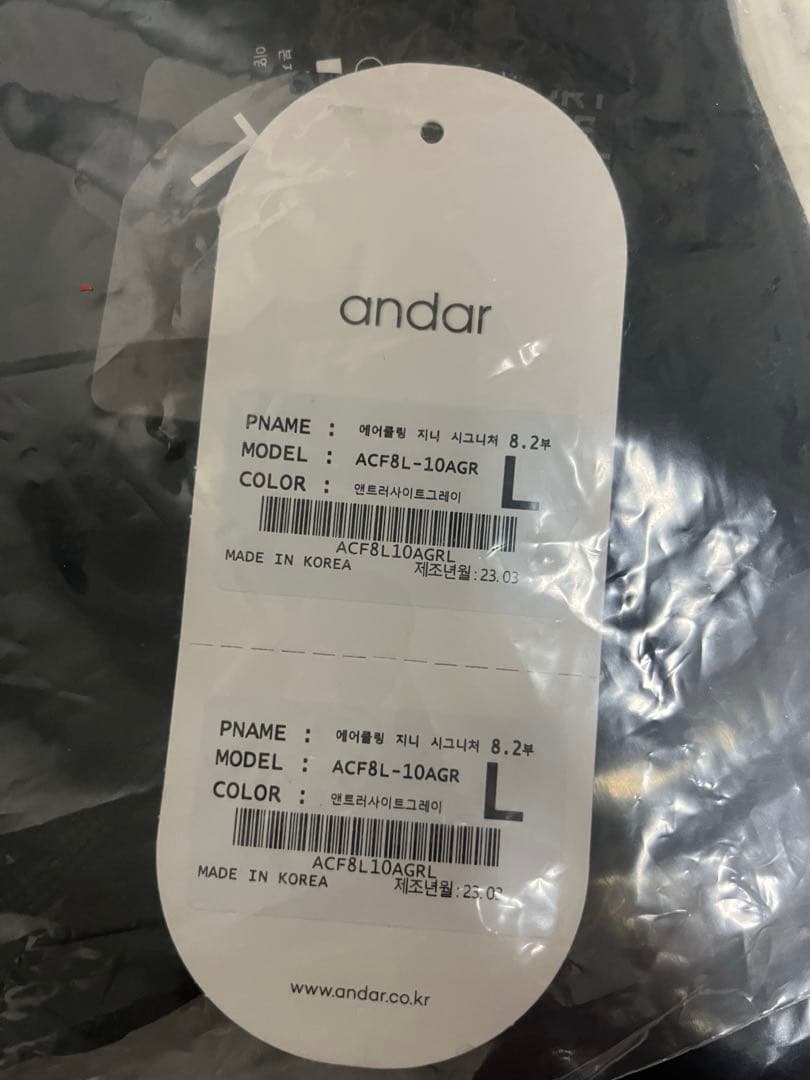 andar
PNAME : 에어쿨링 지니 시그니처 8.2부
MODEL : ACF8L-10AGR
L
COLOR : 앤트러사이트그레이
ACF8L10AGRL
MADE IN KOREA 제조년월:23.03
PNAME : 에어쿨링 지니 시그니처 8.2부
MODEL : ACF8L-10AGR
L
COLOR : 앤트러사이트그레이
ACF8L10AGRL
MADE IN KOREA 제조년월:23.03
www.andar.co.kr